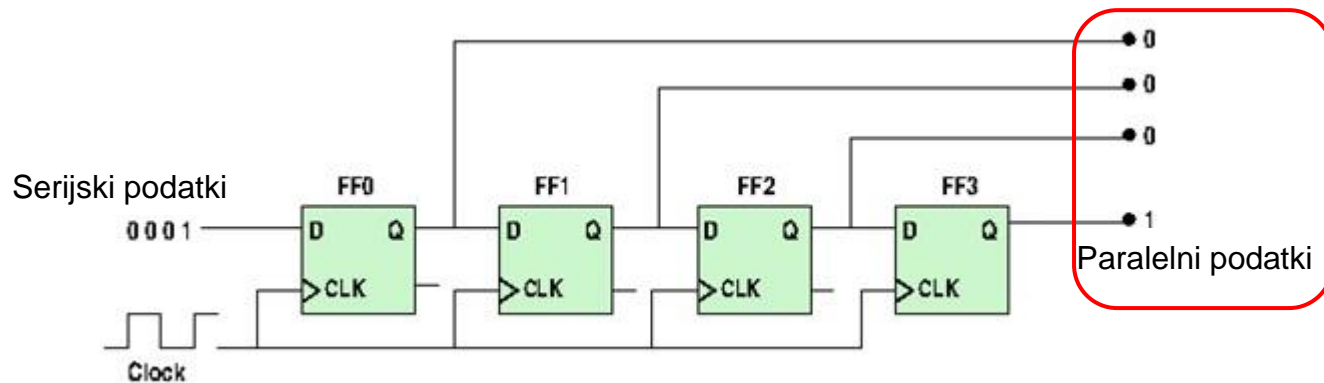 0
0
0
Serijski podatki
FF0 FF1 FF2 FF3
0 0 0 1
D Q D Q D Q D Q
1
Paralelni podatki
CLK CLK CLK CLK
Clock